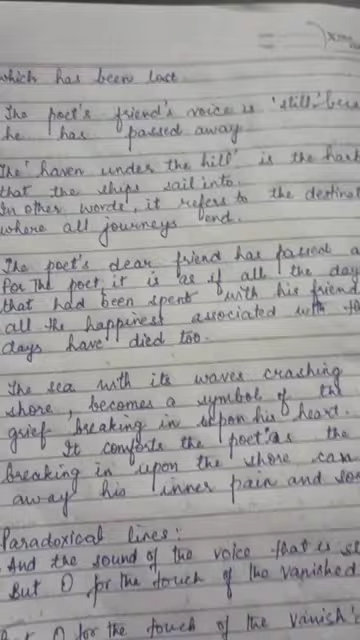 which has been lost
The poet's friend's voice is 'still'
he has passed away
The 'haven under the hill' is the
that the ships sail into.
In other words, it refers to the
where all journeys end.
The poet's dear friend has passed
For the poet, it is as if all the day
that had been spent with his friend
all the happiness associated with
days have died too.
The sea with its waves crashing
shore, becomes a symbol of the
grief breaking in upon his heart.
It comforts the poet as the
breaking in upon the shore can
away his inner pain and
Paradoxical lines:
And the sound of the voice that is
But O for the touch of the vanished
O for the touch of the vanish